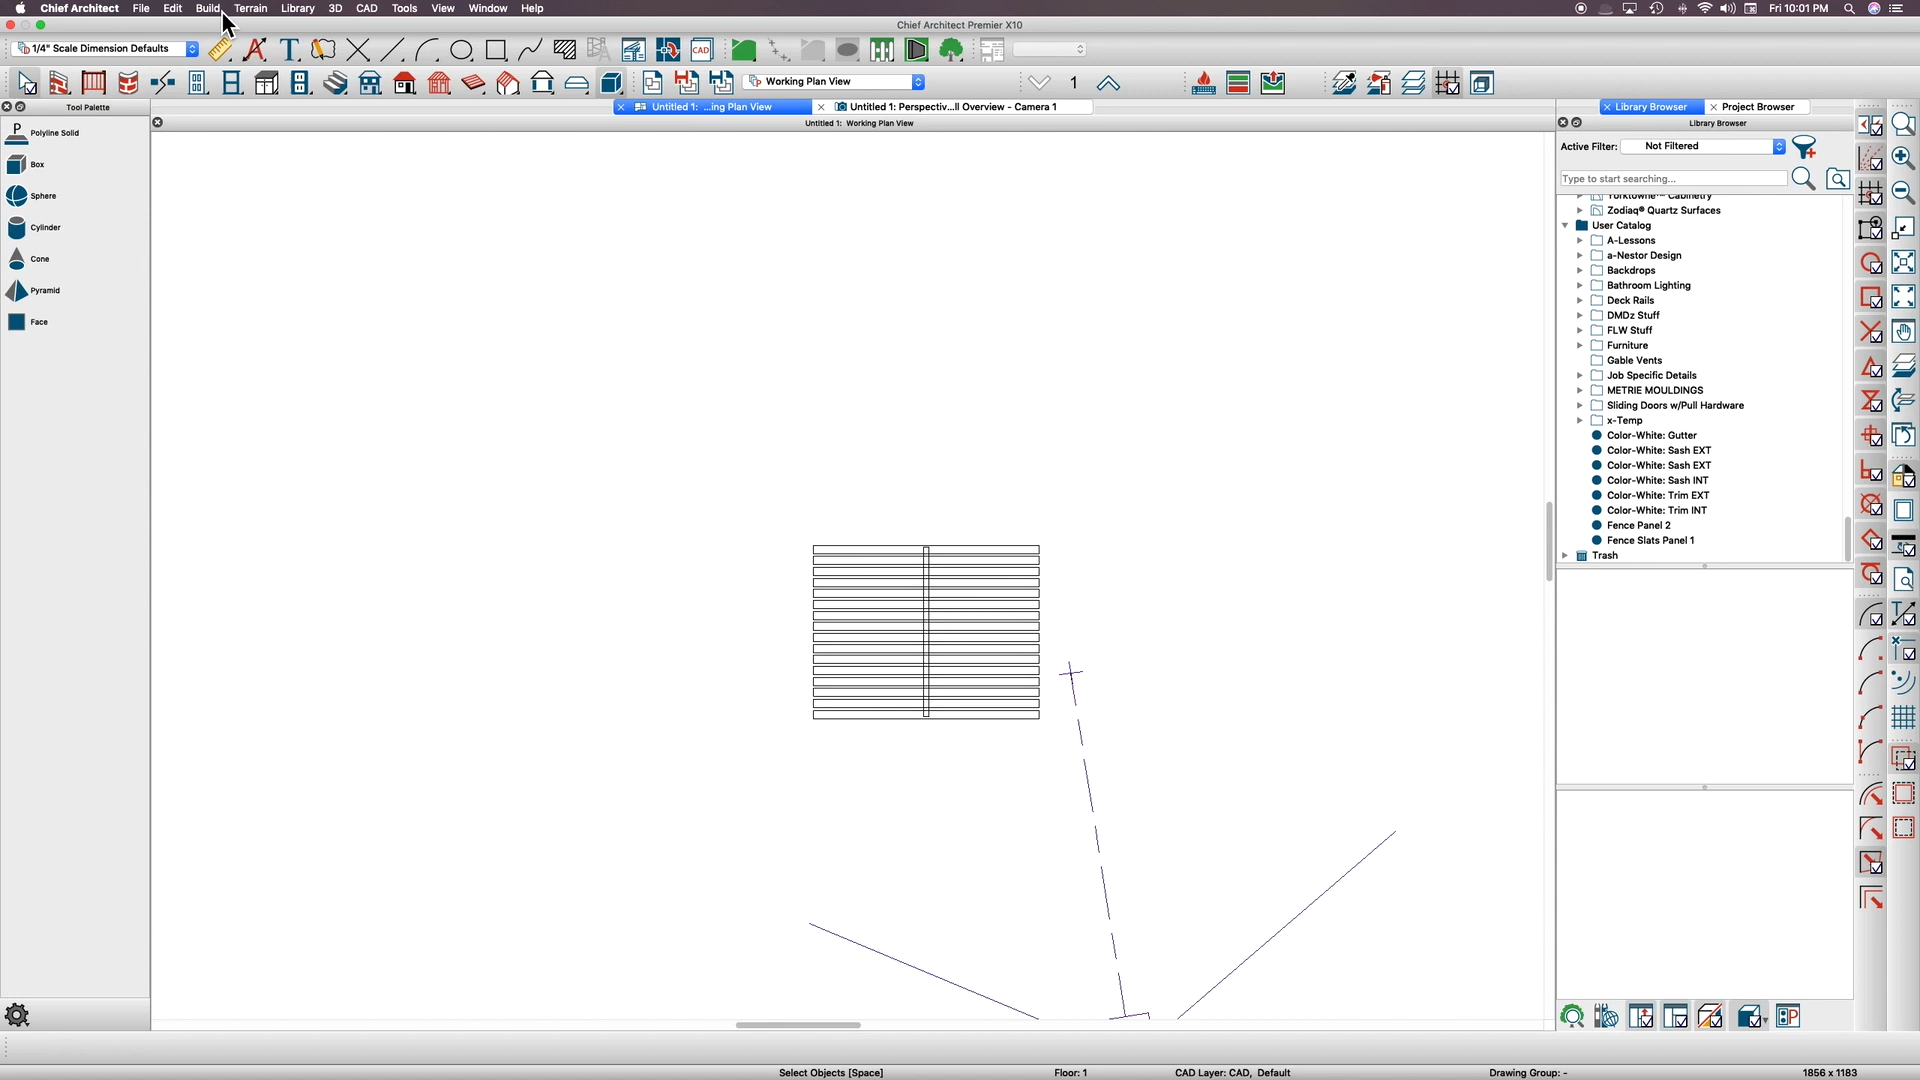 Chief Architect File Edit Build Terrain Library 3D CAD Tools View Window Help Fri 10:01 PM
Chief Architect Premier X10
1/4" Scale Dimension Defaults
T CAD
Working Plan View 1
Tool Palette
Untitled 1: ...ing Plan View
Untitled 1: Perspectiv...ll Overview - Camera 1
Untitled 1: Working Plan View
Library Browser
Project Browser
Library Browser
P Polyline Solid
Box
Sphere
Cylinder
Cone
Pyramid
Face
Active Filter: Not Filtered
Type to start searching...
Yorktowne™ Cabinetry
Zodiaq® Quartz Surfaces
User Catalog
A-Lessons
a-Nestor Design
Backdrops
Bathroom Lighting
Deck Rails
DMDz Stuff
FLW Stuff
Furniture
Gable Vents
Job Specific Details
METRIE MOULDINGS
Sliding Doors w/Pull Hardware
x-Temp
Color-White: Gutter
Color-White: Sash EXT
Color-White: Sash EXT
Color-White: Sash INT
Color-White: Trim EXT
Color-White: Trim INT
Fence Panel 2
Fence Slats Panel 1
Trash
Select Objects [Space] Floor: 1 CAD Layer: CAD, Default Drawing Group: - 1856 x 1183